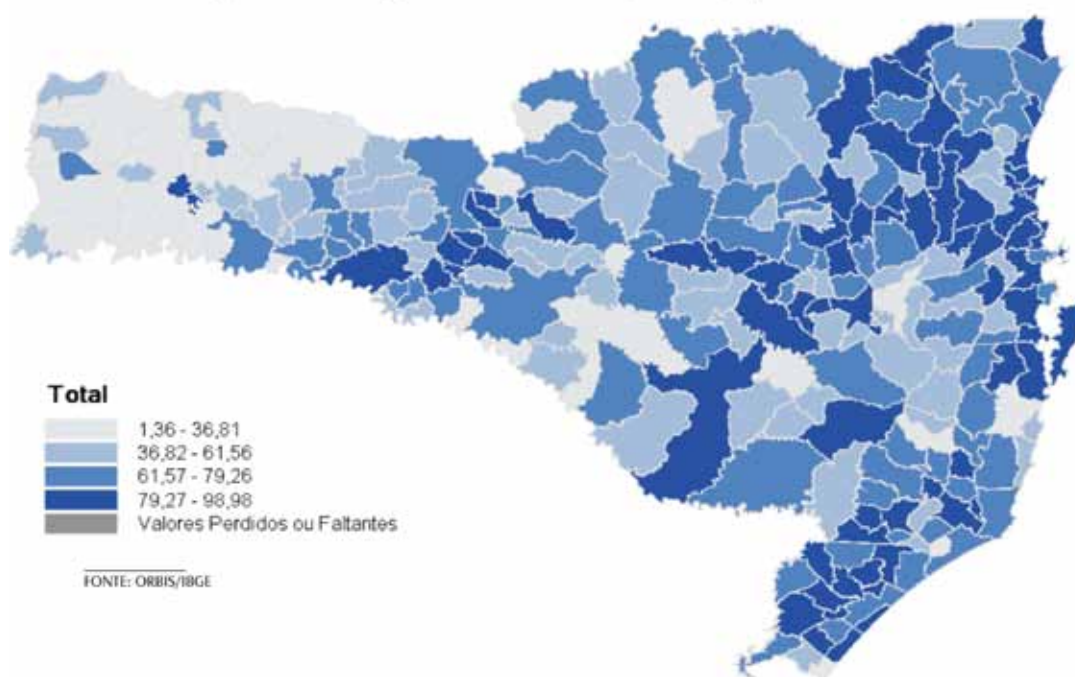 Total
1,36 - 36,81
36,82 - 61,56
61,57 - 79,26
79,27 - 98,98
Valores Perdidos ou Faltantes
FONTE: ORBIS/IBGE